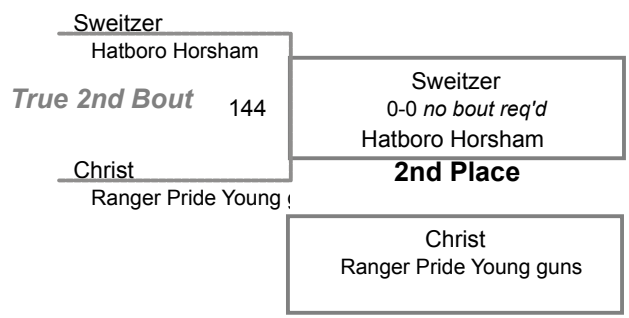 Sweitzer
Hatboro Horsham
True 2nd Bout
144
Sweitzer
0-0 no bout req'd
Hatboro Horsham
2nd Place
Christ
Ranger Pride Young
Christ
Ranger Pride Young guns